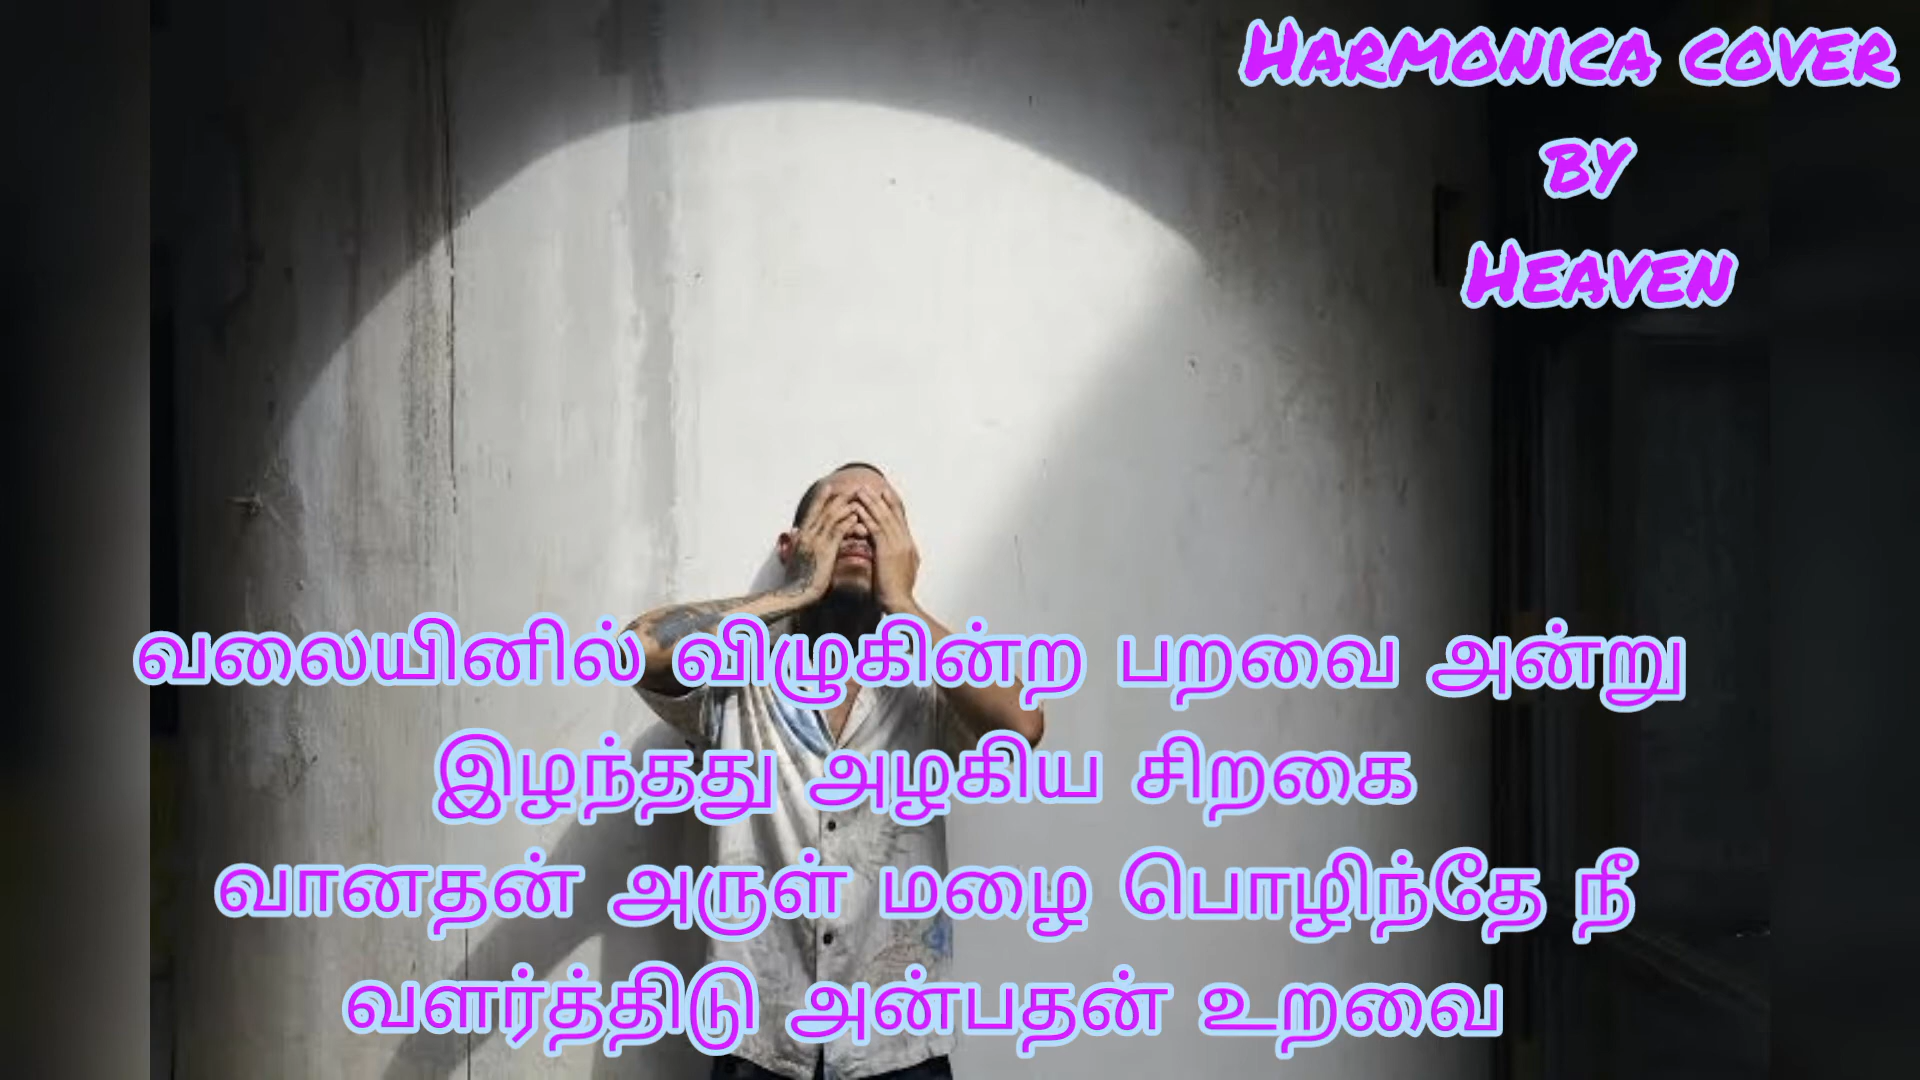 HARMONICA COVER
BY
HEAVEN
வலையினில் விழுகின்ற பறவை அன்று
இழந்தது அழகிய சிறகை
வானதன் அருள் மழை பொழிந்தே நீ
வளர்த்திடு அன்பதன் உறவை